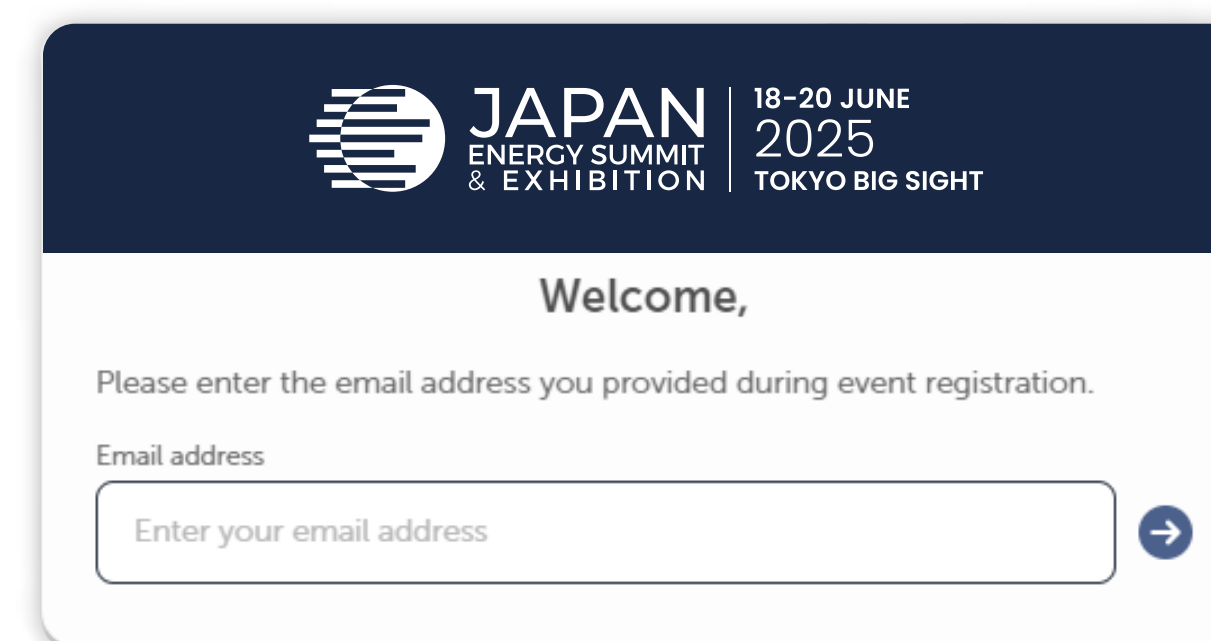 JAPAN
ENERGY SUMMIT
& EXHIBITION
18-20 JUNE
2025
TOKYO BIG SIGHT
Welcome,
Please enter the email address you provided during event registration.
Email address
Enter your email address